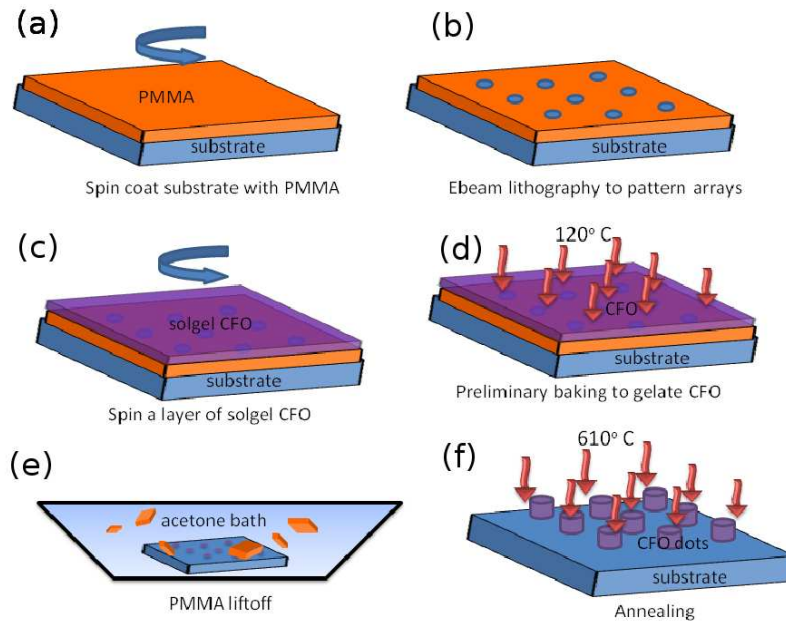 (a)
PMMA
substrate
Spin coat substrate with PMMA
(b)
substrate
Ebeam lithography to pattern arrays
(c)
solgel CFO
substrate
Spin a layer of solgel CFO
(d)
120° C
CFO
substrate
Preliminary baking to gelate CFO
(e)
acetone bath
PMMA liftoff
(f)
610° C
CFO dots
substrate
Annealing